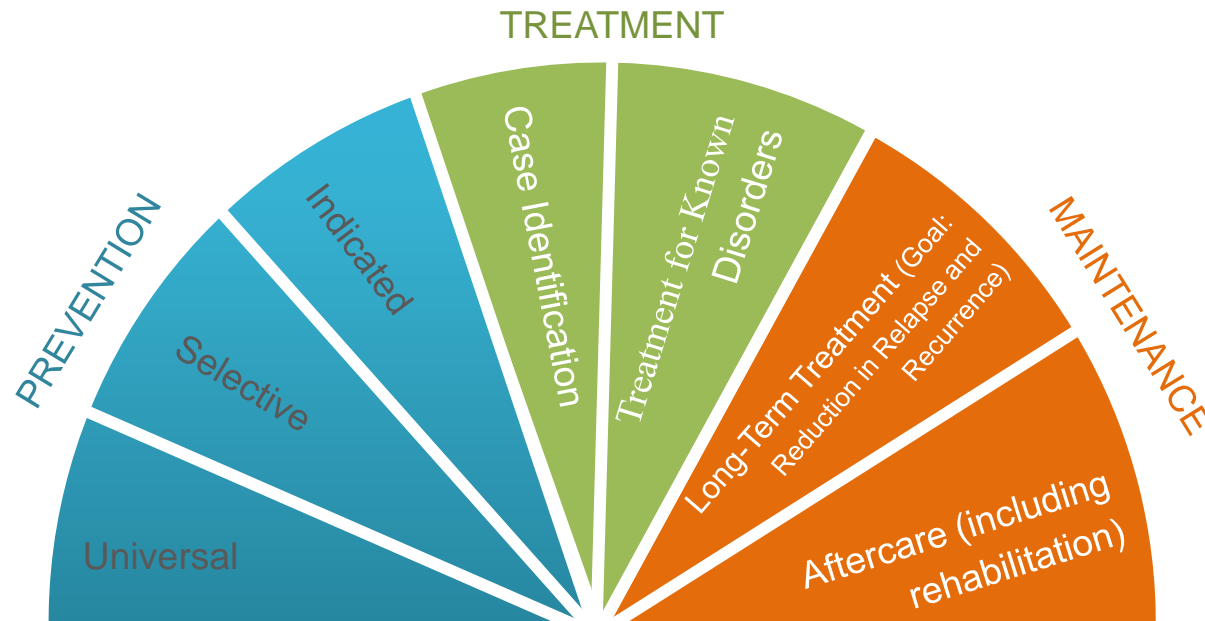 TREATMENT
PREVENTION
MAINTENANCE
Universal
Selective
Indicated
Case Identification
Treatment for Known
Disorders
Long-Term Treatment (Goal:
Reduction in Relapse and
Recurrence)
Aftercare (including
rehabilitation)